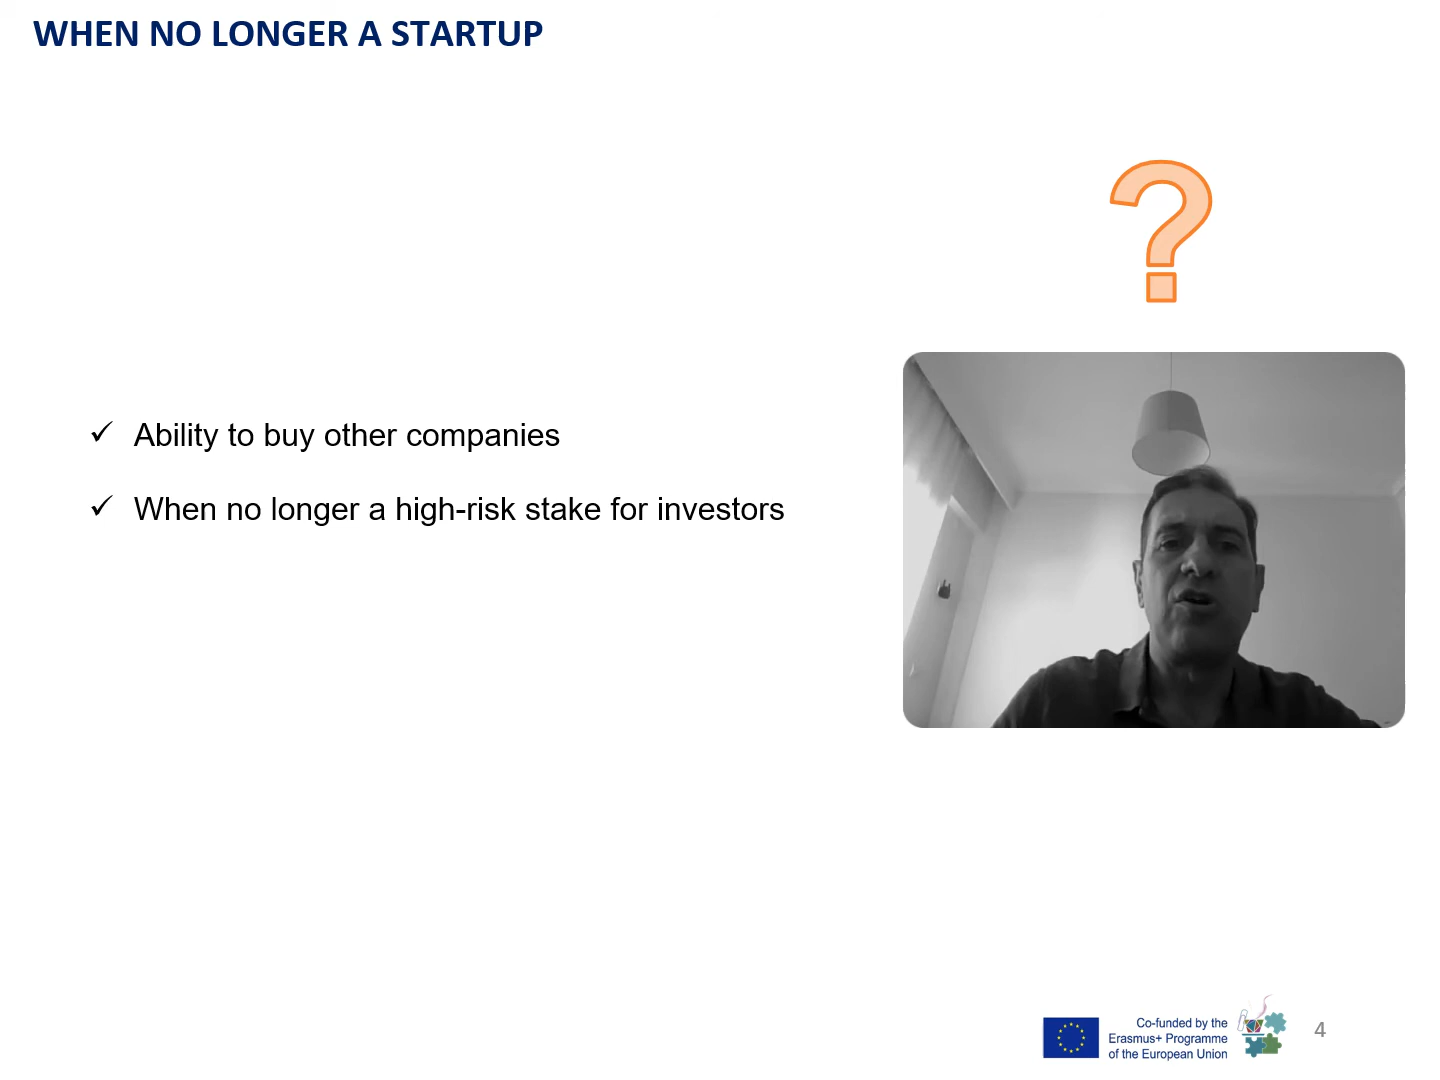 WHEN NO LONGER A STARTUP
?
✓ Ability to buy other companies
✓ When no longer a high-risk stake for investors
Co-funded by the
Erasmus+ Programme
of the European Union
4